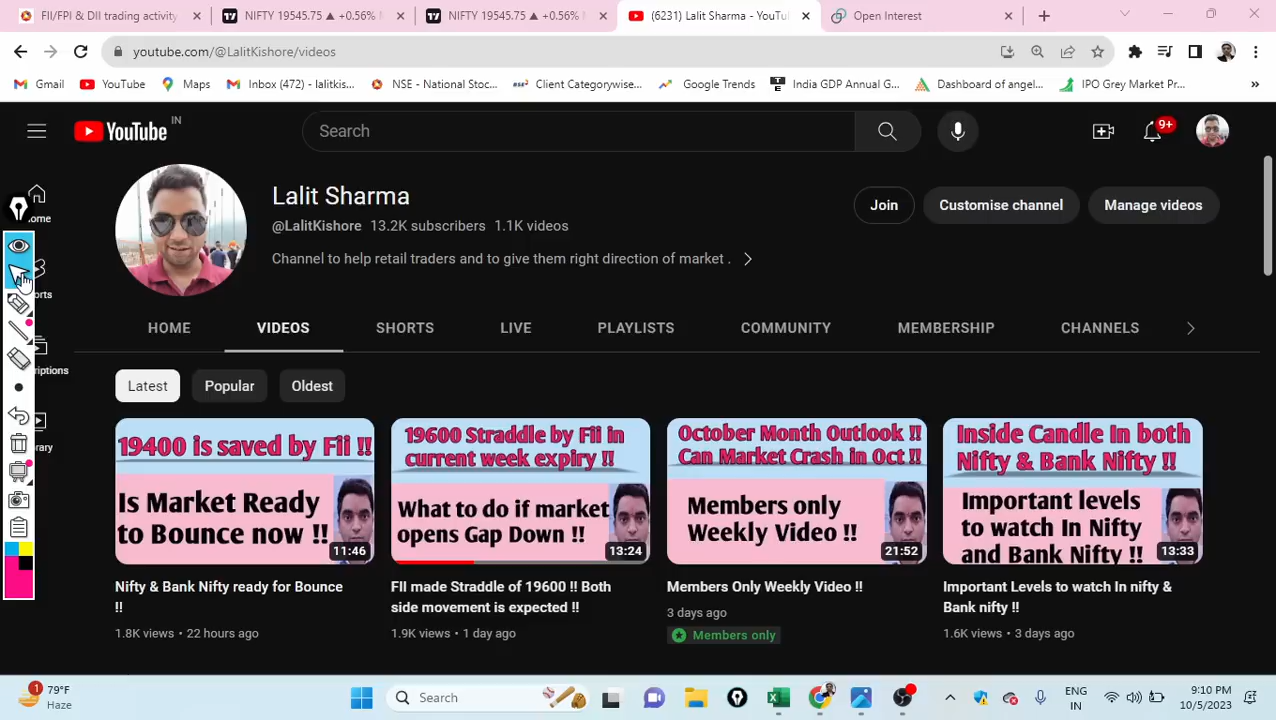 FII/FPI & DII trading activity
NIFTY 19545.75 ▲ +0.56%
NIFTY 19545.75 ▲ +0.56%
(6231) Lalit Sharma - YouTu
Open Interest
youtube.com/@LalitKishore/videos
Gmail
YouTube
Maps
Inbox (472) - lalitkis...
NSE - National Stoc...
Client Categorywise...
Google Trends
India GDP Annual G...
Dashboard of angel...
IPO Grey Market Pr...
»
YouTube IN
Search
9+
Lalit Sharma
@LalitKishore 13.2K subscribers 1.1K videos
Channel to help retail traders and to give them right direction of market .
Join
Customise channel
Manage videos
ome
orts
iptions
rary
HOME
VIDEOS
SHORTS
LIVE
PLAYLISTS
COMMUNITY
MEMBERSHIP
CHANNELS
Latest
Popular
Oldest
19400 is saved by Fii !!
Is Market Ready
to Bounce now !!
11:46
Nifty & Bank Nifty ready for Bounce
!!
1.8K views • 22 hours ago
19600 Straddle by Fii in
current week expiry !!
What to do if market
opens Gap Down !!
13:24
FII made Straddle of 19600 !! Both
side movement is expected !!
1.9K views • 1 day ago
October Month Outlook !!
Can Market Crash in Oct !!
Members only
Weekly Video !!
21:52
Members Only Weekly Video !!
3 days ago
Members only
Inside Candle In both
Nifty & Bank Nifty !!
Important levels
to watch In Nifty
and Bank Nifty !!
13:33
Important Levels to watch In nifty &
Bank nifty !!
1.6K views • 3 days ago
1
79°F
Haze
Search
ENG
IN
9:10 PM
10/5/2023